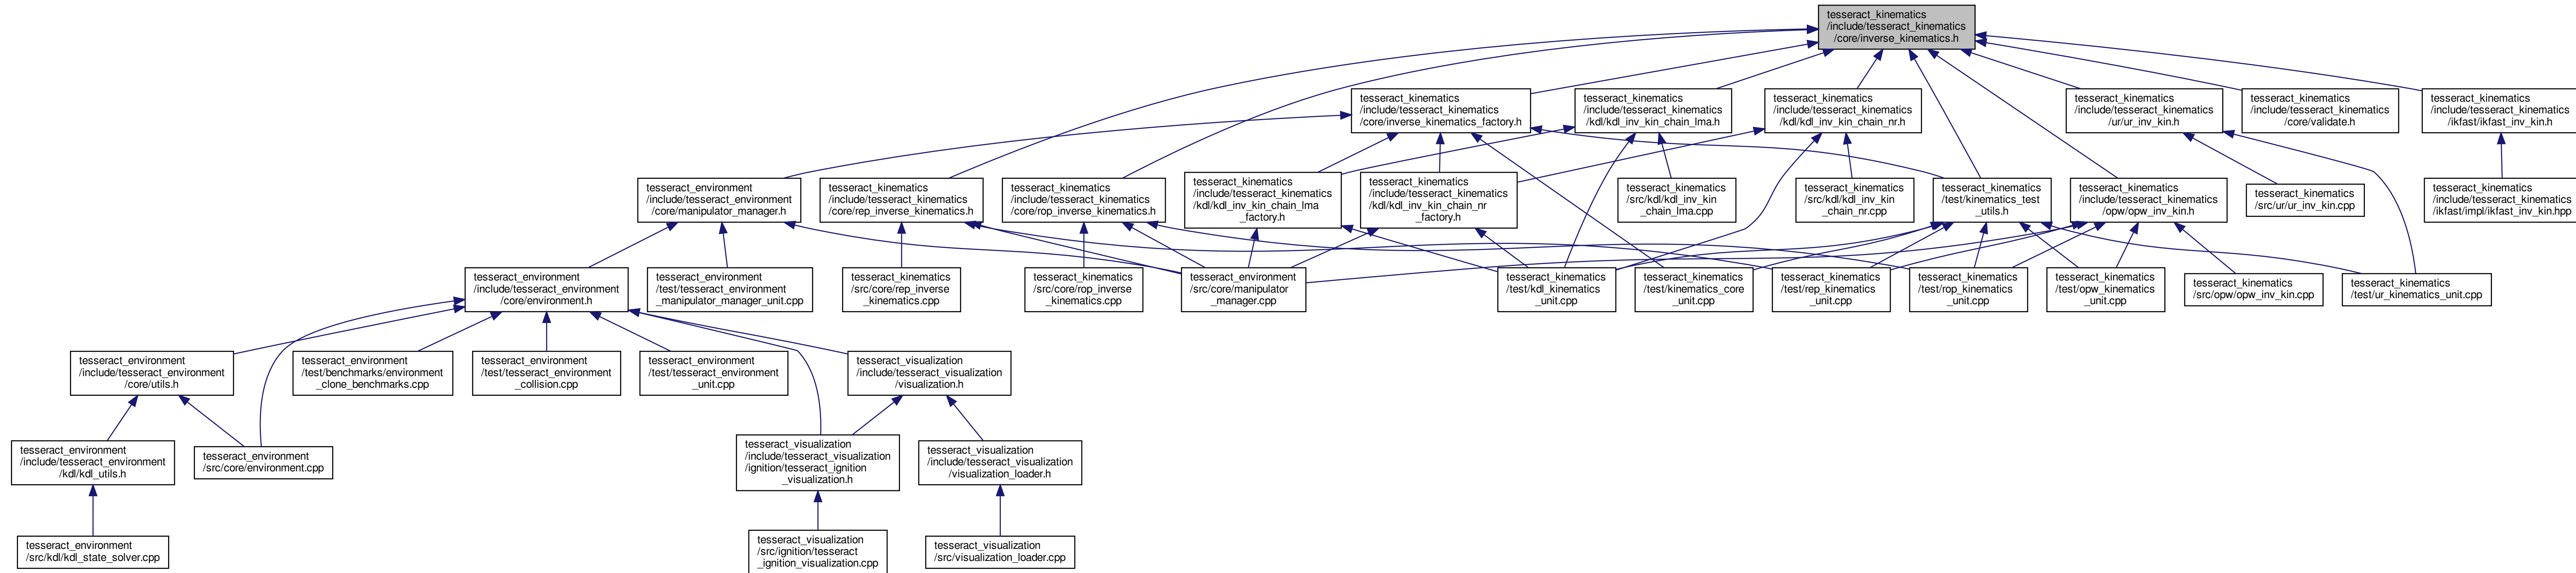 tesseract_kinematics
/include/tesseract_kinematics
/core/inverse_kinematics.h
tesseract_kinematics
/include/tesseract_kinematics
/core/inverse_kinematics_factory.h
tesseract_kinematics
/include/tesseract_kinematics
/kdl/kdl_inv_kin_chain_lma.h
tesseract_kinematics
/include/tesseract_kinematics
/kdl/kdl_inv_kin_chain_nr.h
tesseract_kinematics
/include/tesseract_kinematics
/ur/ur_inv_kin.h
tesseract_kinematics
/include/tesseract_kinematics
/core/validate.h
tesseract_kinematics
/include/tesseract_kinematics
/ikfast/ikfast_inv_kin.h
tesseract_environment
/include/tesseract_environment
/core/manipulator_manager.h
tesseract_kinematics
/include/tesseract_kinematics
/core/rep_inverse_kinematics.h
tesseract_kinematics
/include/tesseract_kinematics
/core/rop_inverse_kinematics.h
tesseract_kinematics
/include/tesseract_kinematics
/kdl/kdl_inv_kin_chain_lma
_factory.h
tesseract_kinematics
/include/tesseract_kinematics
/kdl/kdl_inv_kin_chain_nr
_factory.h
tesseract_kinematics
/src/kdl/kdl_inv_kin
_chain_lma.cpp
tesseract_kinematics
/src/kdl/kdl_inv_kin
_chain_nr.cpp
tesseract_kinematics
/test/kinematics_test
_utils.h
tesseract_kinematics
/include/tesseract_kinematics
/opw/opw_inv_kin.h
tesseract_kinematics
/src/ur/ur_inv_kin.cpp
tesseract_kinematics
/include/tesseract_kinematics
/ikfast/impl/ikfast_inv_kin.hpp
tesseract_environment
/include/tesseract_environment
/core/environment.h
tesseract_environment
/test/tesseract_environment
_manipulator_manager_unit.cpp
tesseract_kinematics
/src/core/rep_inverse
_kinematics.cpp
tesseract_kinematics
/src/core/rop_inverse
_kinematics.cpp
tesseract_environment
/src/core/manipulator
_manager.cpp
tesseract_kinematics
/test/kdl_kinematics
_unit.cpp
tesseract_kinematics
/test/kinematics_core
_unit.cpp
tesseract_kinematics
/test/rep_kinematics
_unit.cpp
tesseract_kinematics
/test/rop_kinematics
_unit.cpp
tesseract_kinematics
/test/opw_kinematics
_unit.cpp
tesseract_kinematics
/src/opw/opw_inv_kin.cpp
tesseract_kinematics
/test/ur_kinematics_unit.cpp
tesseract_environment
/include/tesseract_environment
/core/utils.h
tesseract_environment
/test/benchmarks/environment
_clone_benchmarks.cpp
tesseract_environment
/test/tesseract_environment
_collision.cpp
tesseract_environment
/test/tesseract_environment
_unit.cpp
tesseract_visualization
/include/tesseract_visualization
/visualization.h
tesseract_environment
/include/tesseract_environment
/kdl/kdl_utils.h
tesseract_environment
/src/core/environment.cpp
tesseract_visualization
/include/tesseract_visualization
/ignition/tesseract_ignition
_visualization.h
tesseract_visualization
/include/tesseract_visualization
/visualization_loader.h
tesseract_environment
/src/kdl/kdl_state_solver.cpp
tesseract_visualization
/src/ignition/tesseract
_ignition_visualization.cpp
tesseract_visualization
/src/visualization_loader.cpp